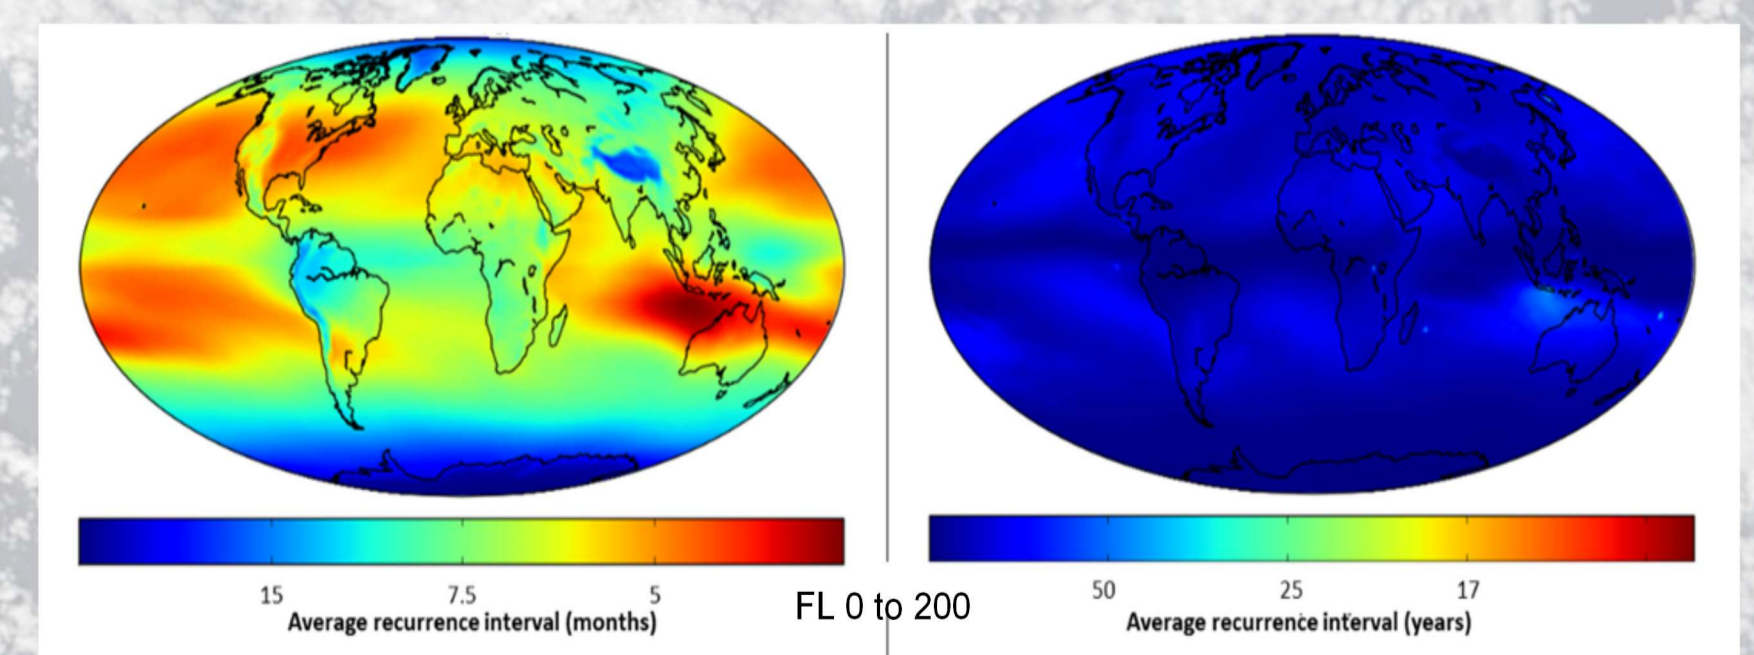 15 7.5 5
Average recurrence interval (months)
FL 0 to 200
50 25 17
Average recurrence interval (years)